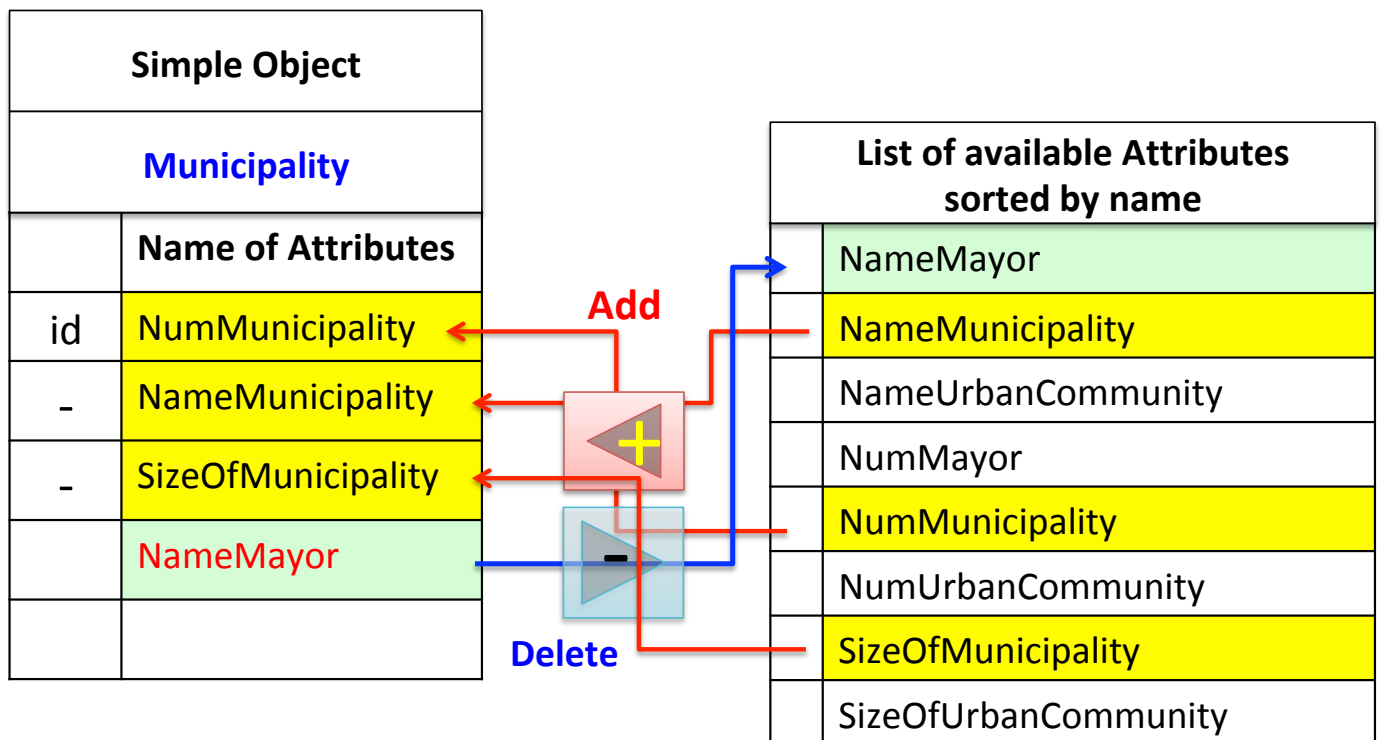 Simple Object
Municipality
Name of Attributes
id NumMunicipality
- NameMunicipality
- SizeOfMunicipality
NameMayor
Add
+
-
Delete
List of available Attributes
sorted by name
NameMayor
NameMunicipality
NameUrbanCommunity
NumMayor
NumMunicipality
NumUrbanCommunity
SizeOfMunicipality
SizeOfUrbanCommunity